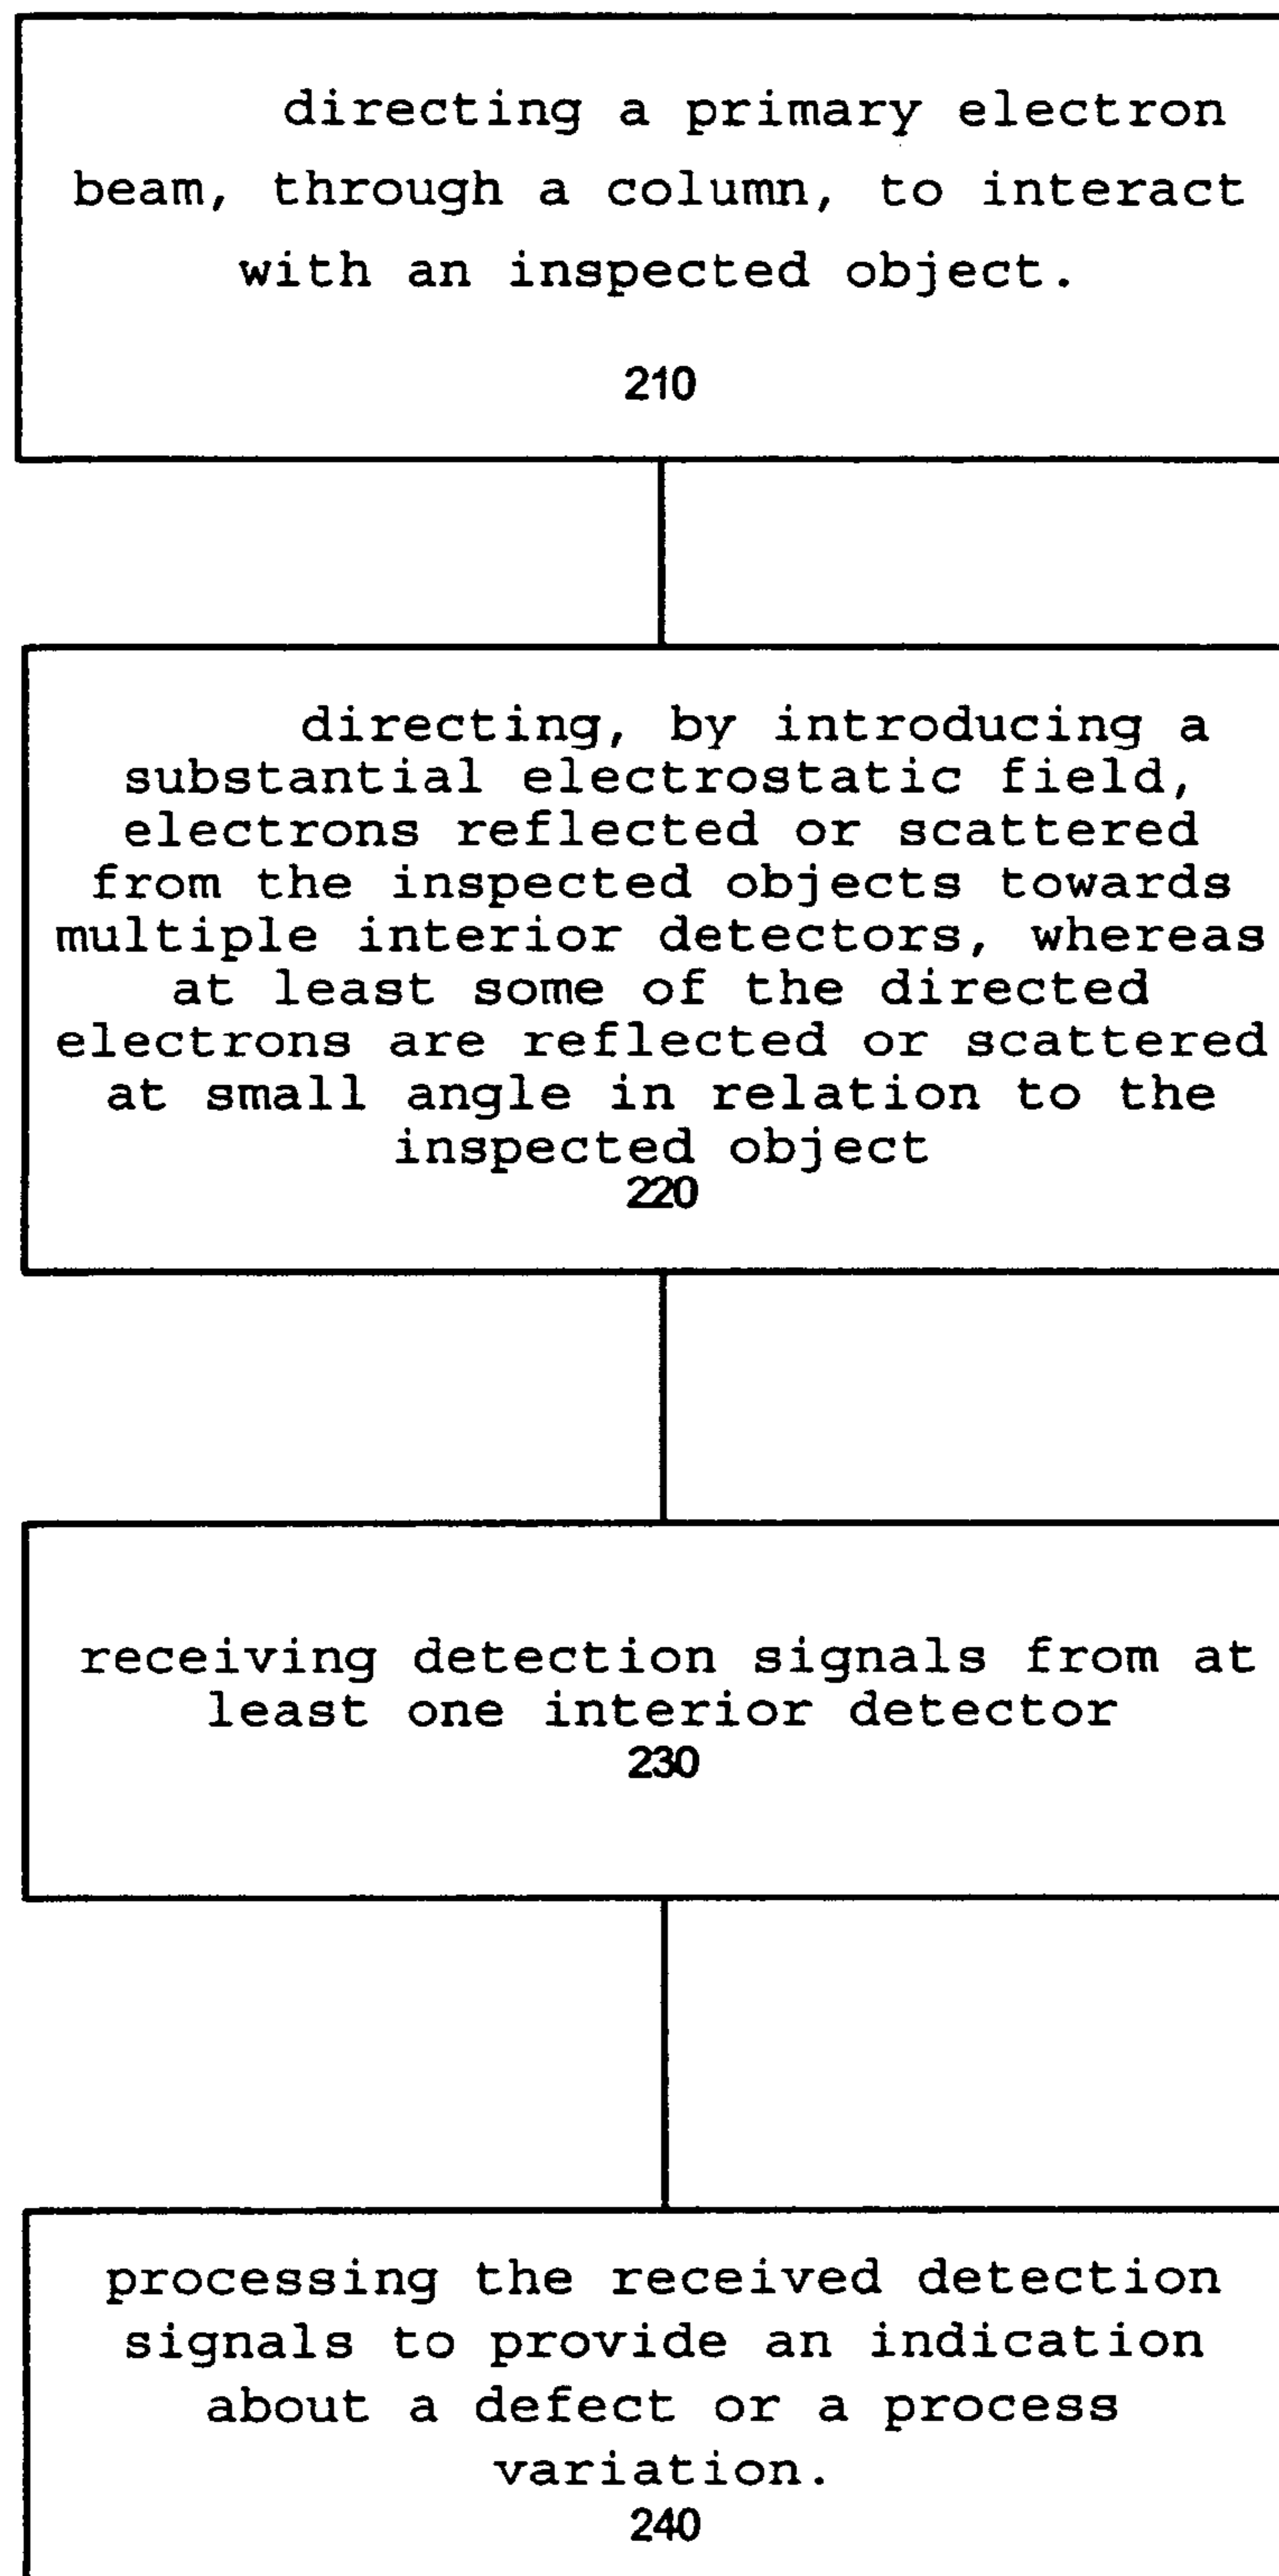 directing a primary electron
beam, through a column, to interact
with an inspected object.
210
directing, by introducing a
substantial electrostatic field,
electrons reflected or scattered
from the inspected objects towards
multiple interior detectors, whereas
at least some of the directed
electrons are reflected or scattered
at small angle in relation to the
inspected object
220
receiving detection signals from at
least one interior detector
230
processing the received detection
signals to provide an indication
about a defect or a process
variation.
240